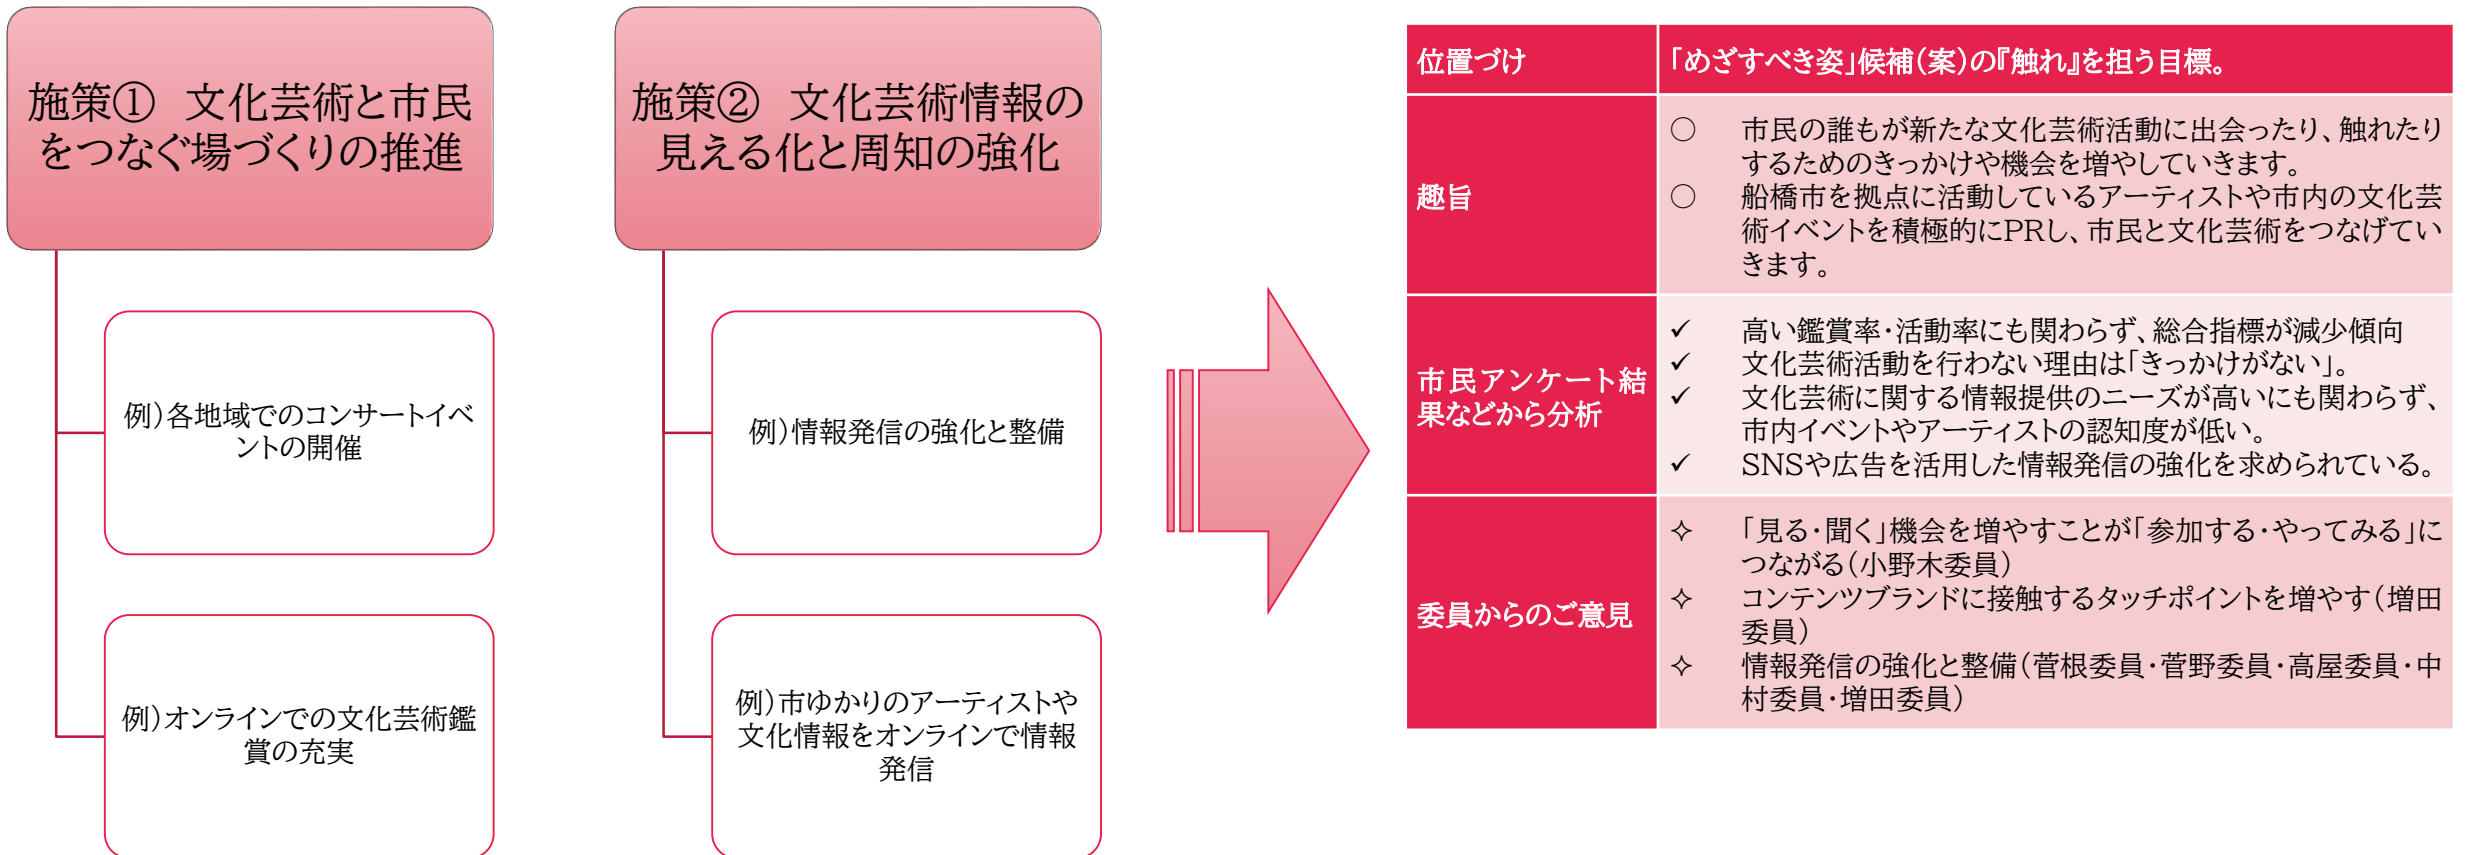 施策①　文化芸術と市民
をつなぐ場づくりの推進
例）各地域でのコンサートイベ
ントの開催
例）オンラインでの文化芸術鑑
賞の充実
施策②　文化芸術情報の
見える化と周知の強化
例）情報発信の強化と整備
例）市ゆかりのアーティストや
文化情報をオンラインで情報
発信
位置づけ
「めざすべき姿」候補（案）の『触れ』を担う目標。
趣旨
○ 市民の誰もが新たな文化芸術活動に出会ったり、触れたり
するためのきっかけや機会を増やしていきます。
○ 船橋市を拠点に活動しているアーティストや市内の文化芸
術イベントを積極的にPRし、市民と文化芸術をつなげてい
きます。
市民アンケート結
果などから分析
✓ 高い鑑賞率・活動率にも関わらず、総合指標が減少傾向
✓ 文化芸術活動を行わない理由は「きっかけがない」。
✓ 文化芸術に関する情報提供のニーズが高いにも関わらず、
市内イベントやアーティストの認知度が低い。
✓ SNSや広告を活用した情報発信の強化を求められている。
委員からのご意見
✧ 「見る・聞く」機会を増やすことが「参加する・やってみる」に
つながる（小野木委員）
✧ コンテンツブランドに接触するタッチポイントを増やす（増田
委員）
✧ 情報発信の強化と整備（菅根委員・菅野委員・高屋委員・中
村委員・増田委員）